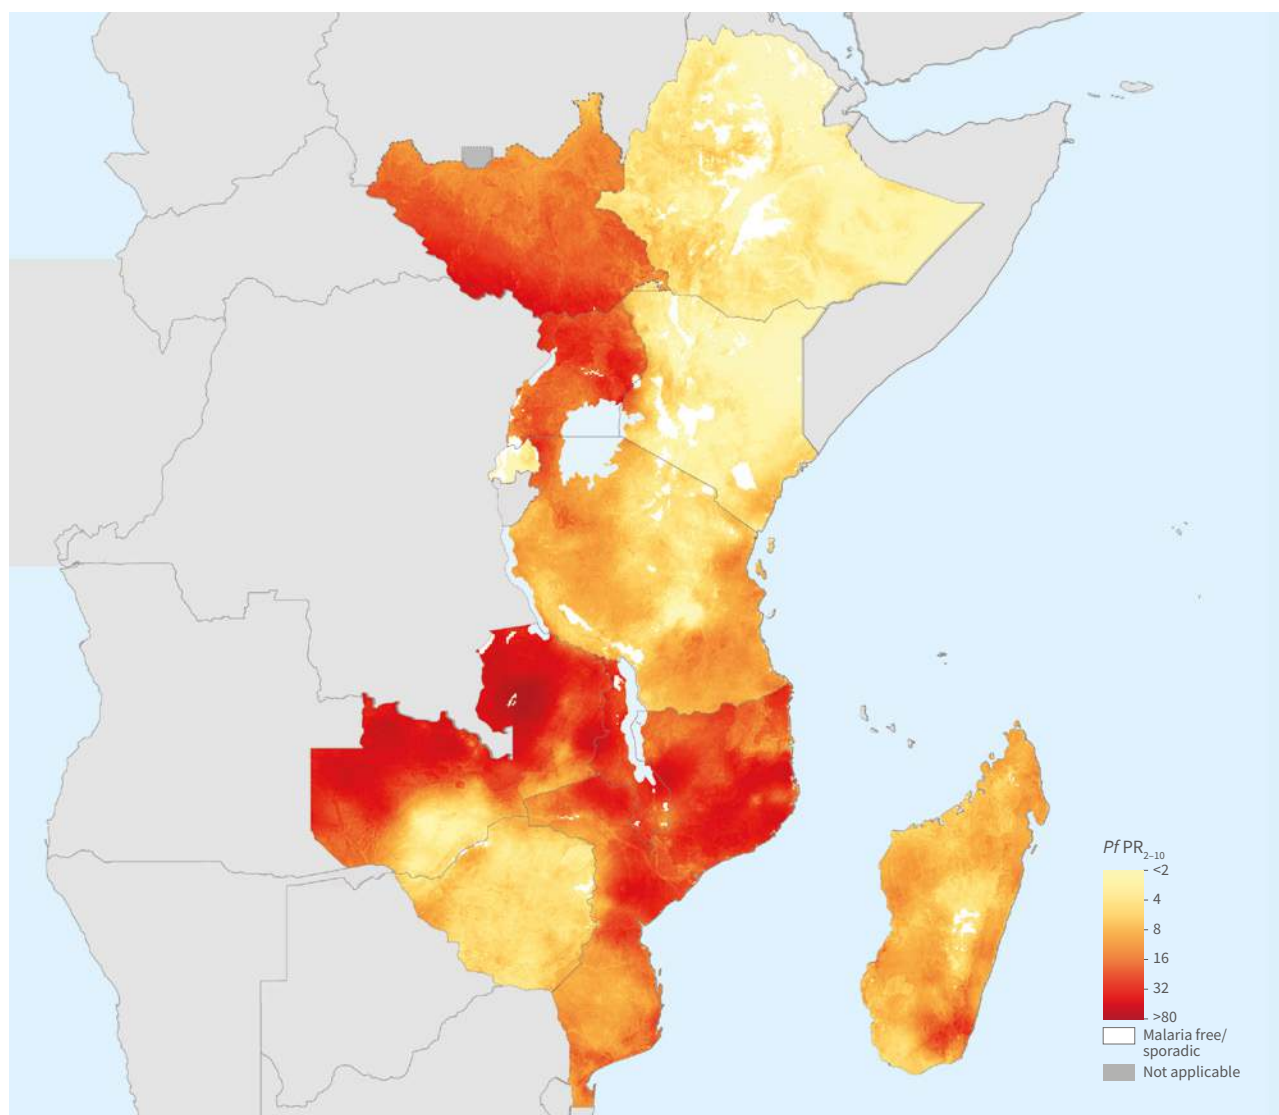 Pf PR2–10
<2
4
8
16
32
>80
Malaria free/
sporadic
Not applicable